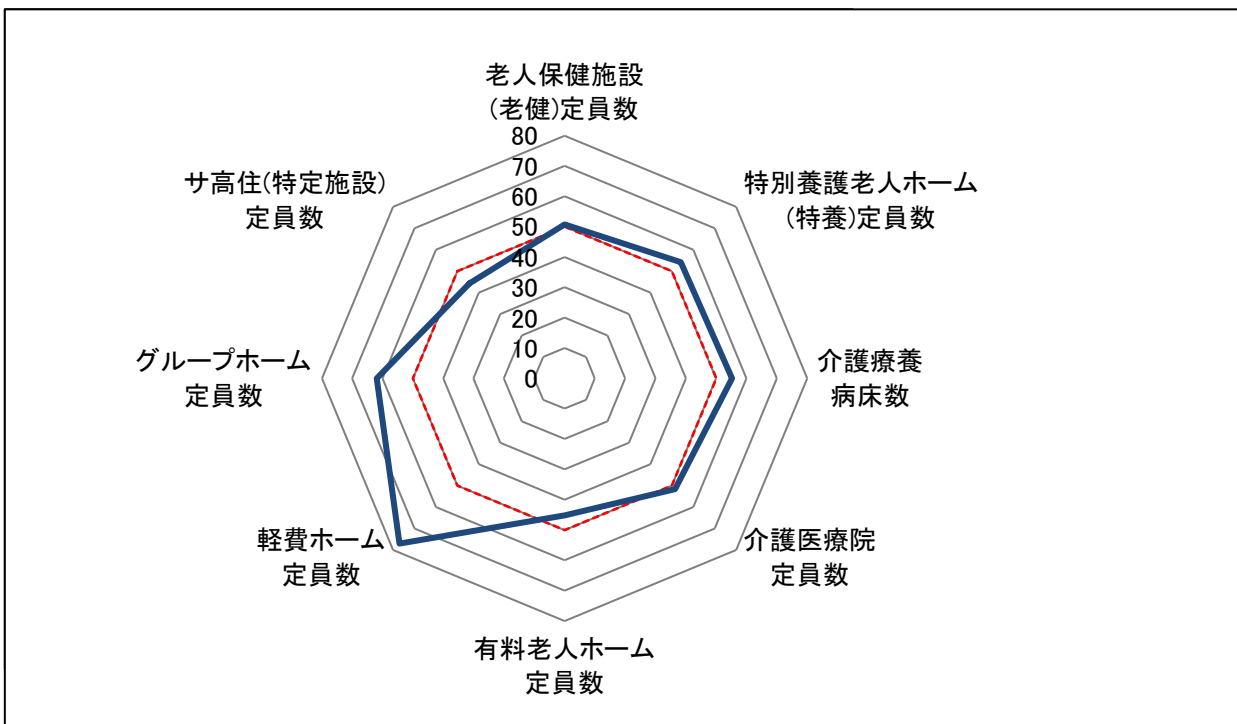 老人保健施設
(老健)定員数
特別養護老人ホーム
(特養)定員数
介護療養
病床数
介護医療院
定員数
有料老人ホーム
定員数
軽費ホーム
定員数
グループホーム
定員数
サ高住(特定施設)
定員数
80
70
60
50
40
30
20
10
0